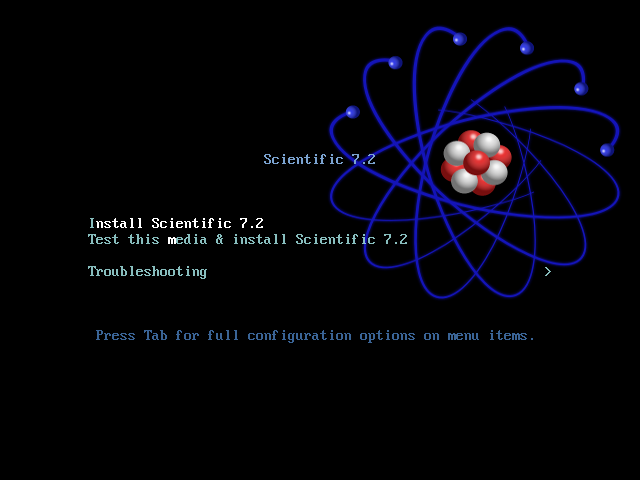 Scientific 7.2
Install Scientific 7.2
Test this media & install Scientific 7.2
Troubleshooting >
Press Tab for full configuration options on menu items.